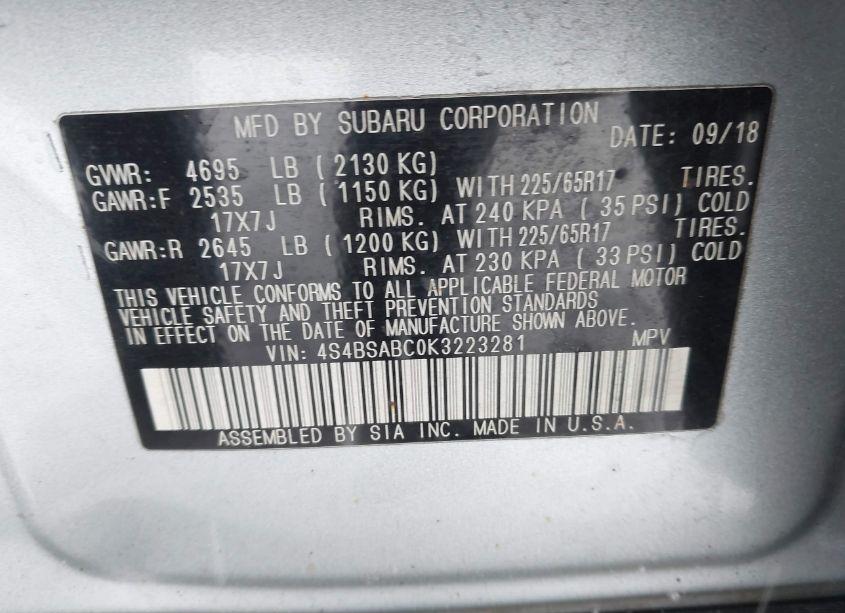 MFD BY SUBARU CORPORATION DATE: 09/18
GVWR: 4695 LB ( 2130 KG)
GAWR:F 2535 LB ( 1150 KG) WITH 225/65R17 TIRES.
17X7J RIMS. AT 240 KPA ( 35 PSI) COLD
GAWR:R 2645 LB ( 1200 KG) WITH 225/65R17 TIRES.
17X7J RIMS. AT 230 KPA ( 33 PSI) COLD
THIS VEHICLE CONFORMS TO ALL APPLICABLE FEDERAL MOTOR
VEHICLE SAFETY AND THEFT PREVENTION STANDARDS
IN EFFECT ON THE DATE OF MANUFACTURE SHOWN ABOVE.
VIN: 4S4BSABC0K3223281 MPV
ASSEMBLED BY SIA INC. MADE IN U.S.A.